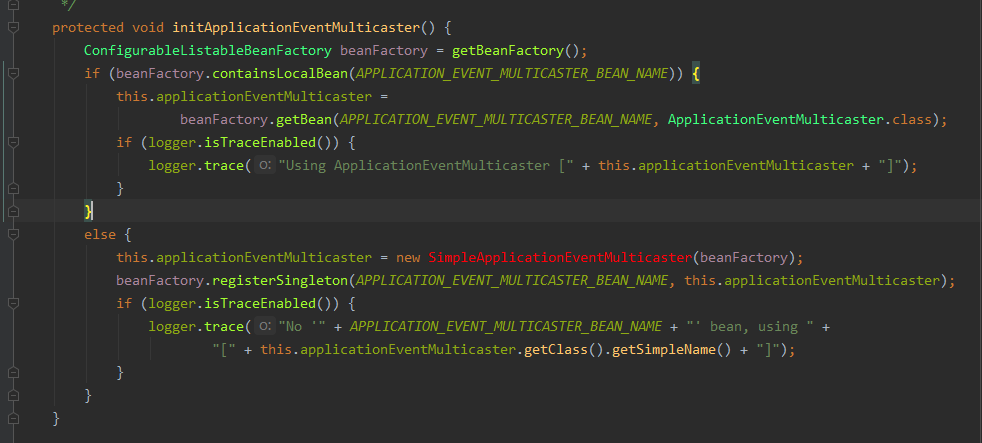 */
protected void initApplicationEventMulticaster() {
ConfigurableListableBeanFactory beanFactory = getBeanFactory();
if (beanFactory.containsLocalBean(APPLICATION_EVENT_MULTICASTER_BEAN_NAME)) {
this.applicationEventMulticaster =
beanFactory.getBean(APPLICATION_EVENT_MULTICASTER_BEAN_NAME, ApplicationEventMulticaster.class);
if (logger.isTraceEnabled()) {
logger.trace( o: "Using ApplicationEventMulticaster [" + this.applicationEventMulticaster + "]");
}
}
else {
this.applicationEventMulticaster = new SimpleApplicationEventMulticaster(beanFactory);
beanFactory.registerSingleton(APPLICATION_EVENT_MULTICASTER_BEAN_NAME, this.applicationEventMulticaster);
if (logger.isTraceEnabled()) {
logger.trace( o: "No '" + APPLICATION_EVENT_MULTICASTER_BEAN_NAME + "' bean, using " +
"[" + this.applicationEventMulticaster.getClass().getSimpleName() + "]");
}
}
}